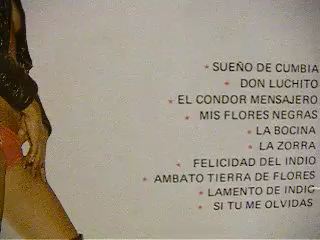 * SUEÑO DE CUMBIA
* DON LUCHITO
* EL CONDOR MENSAJERO
* MIS FLORES NEGRAS
* LA BOCINA
* LA ZORRA
* FELICIDAD DEL INDIO
* AMBATO TIERRA DE FLORES
* LAMENTO DE INDIO
* SI TU ME OLVIDAS